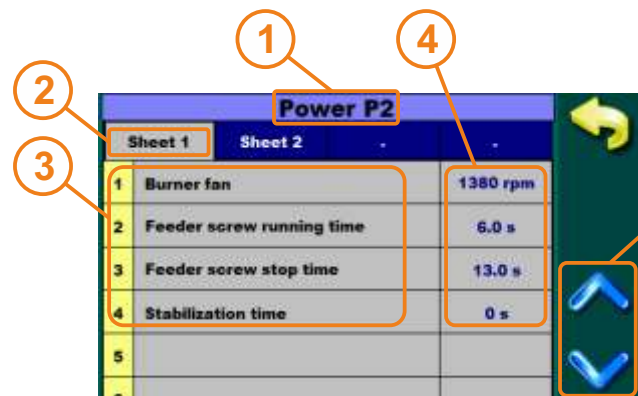 1 4
Power P2
2
Sheet 1 Sheet 2 - -
3
1 Burner fan 1380 rpm
2 Feeder screw running time 6.0 s
3 Feeder screw stop time 13.0 s
4 Stabilization time 0 s
5